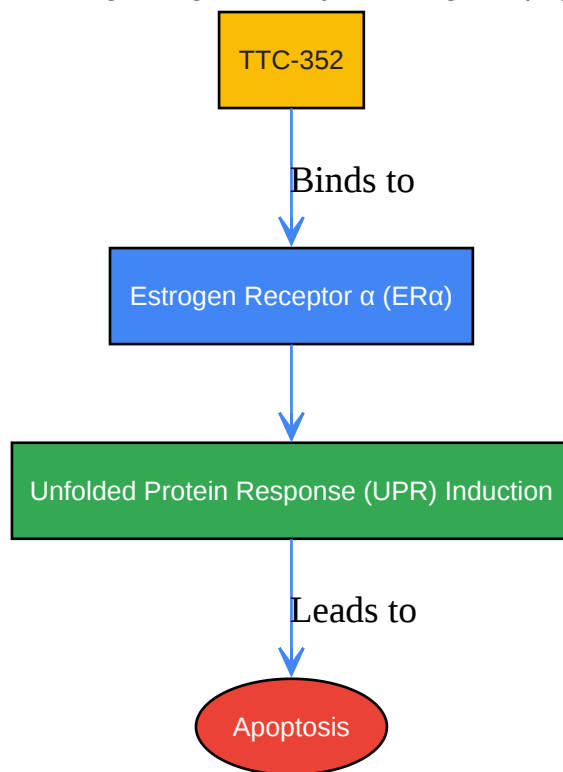 TTC-352
Binds to
Estrogen Receptor α (ERα)
Unfolded Protein Response (UPR) Induction
Leads to
Apoptosis